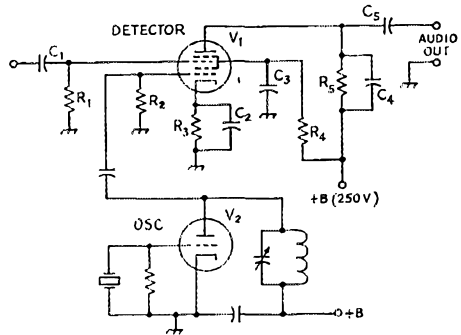 DETECTOR
V1
C1
C5
AUDIO
OUT
R1
R2
C3
R5
C4
R3
C2
R4
+B (250V)
OSC
V2
+B